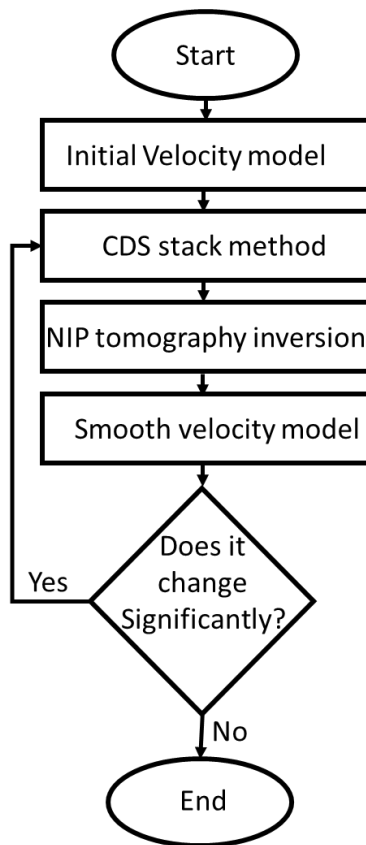 Start
Initial Velocity model
CDS stack method
NIP tomography inversion
Smooth velocity model
Does it
change
Significantly?
Yes
No
End